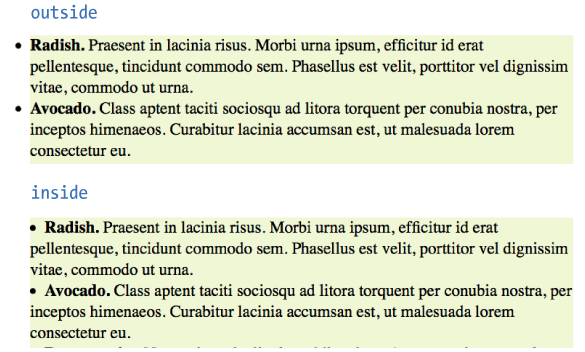 outside
• Radish. Praesent in lacinia risus. Morbi urna ipsum, efficitur id erat
pellentesque, tincidunt commodo sem. Phasellus est velit, porttitor vel dignissim
vitae, commodo ut urna.
• Avocado. Class aptent taciti sociosqu ad litora torquent per conubia nostra, per
inceptos himenaeos. Curabitur lacinia accumsan est, ut malesuada lorem
consectetur eu.
inside
• Radish. Praesent in lacinia risus. Morbi urna ipsum, efficitur id erat
pellentesque, tincidunt commodo sem. Phasellus est velit, porttitor vel dignissim
vitae, commodo ut urna.
• Avocado. Class aptent taciti sociosqu ad litora torquent per conubia nostra, per
inceptos himenaeos. Curabitur lacinia accumsan est, ut malesuada lorem
consectetur eu.